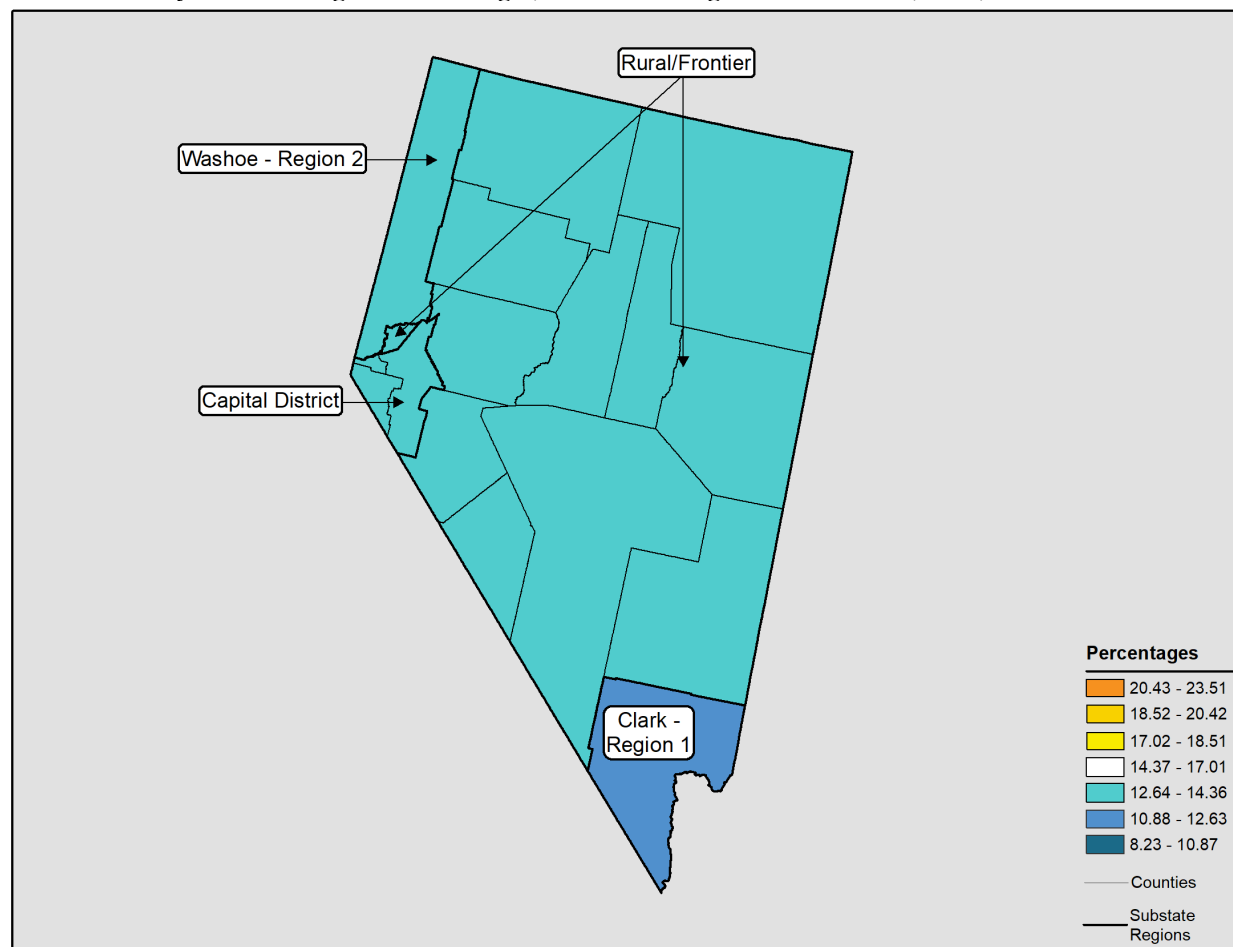 Rural/Frontier
Washoe - Region 2
Capital District
Clark -
Region 1
Percentages
20.43 - 23.51
18.52 - 20.42
17.02 - 18.51
14.37 - 17.01
12.64 - 14.36
10.88 - 12.63
8.23 - 10.87
Counties
Substate
Regions